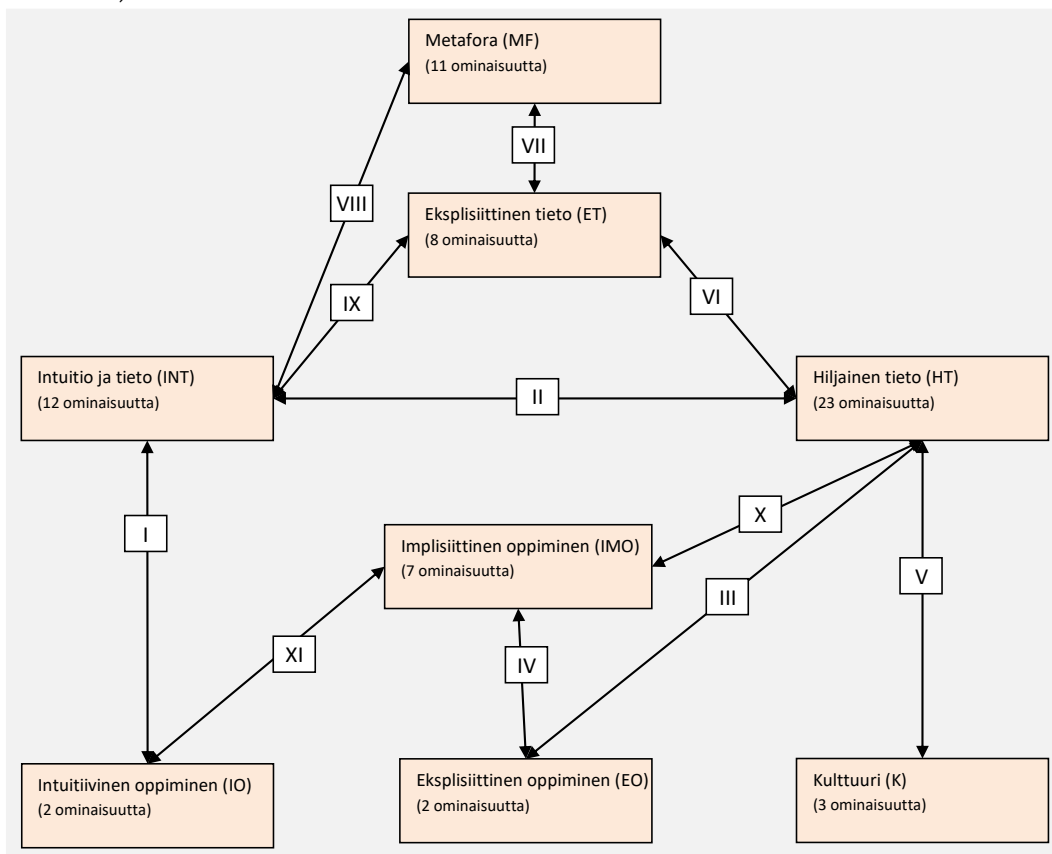 Metafora (MF)
(11 ominaisuutta)
VII
VIII
Eksplisiittinen tieto (ET)
(8 ominaisuutta)
IX
VI
Intuitio ja tieto (INT)
(12 ominaisuutta)
II
Hiljainen tieto (HT)
(23 ominaisuutta)
X
I
Implisiittinen oppiminen (IMO)
(7 ominaisuutta)
V
III
XI
IV
Intuitiivinen oppiminen (IO)
(2 ominaisuutta)
Eksplisiittinen oppiminen (EO)
(2 ominaisuutta)
Kulttuuri (K)
(3 ominaisuutta)